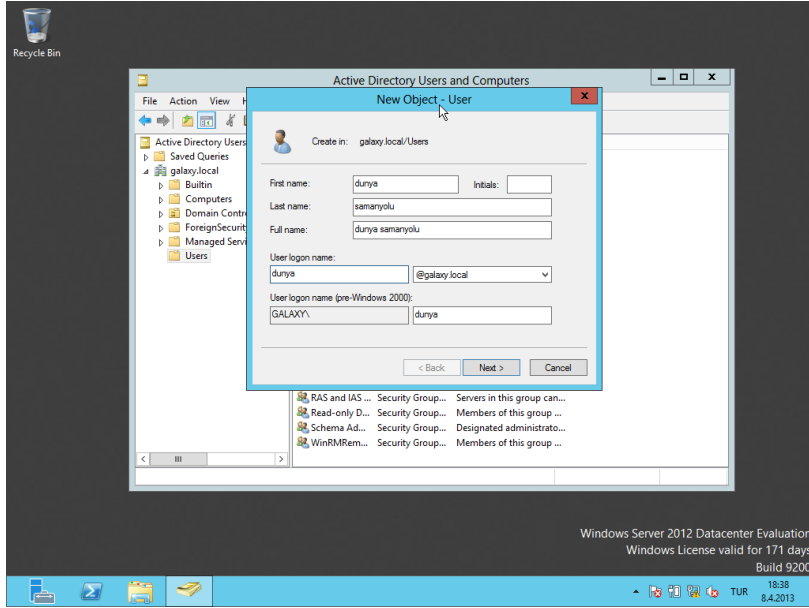 Recycle Bin
Active Directory Users and Computers
File Action View
New Object - User
Active Directory Users
Saved Queries
galaxy.local
Builtin
Computers
Domain Contr
ForeignSecurit
Managed Servi
Users
Create in: galaxy.local/Users
First name: dunya Initials:
Last name: samanyolu
Full name: dunya samanyolu
User logon name:
dunya @galaxy.local
User logon name (pre-Windows 2000):
GALAXY\ dunya
< Back Next > Cancel
RAS and IAS ... Security Group... Servers in this group can...
Read-only D... Security Group... Members of this group ...
Schema Ad... Security Group... Designated administrato...
WinRMRem... Security Group... Members of this group ...
Windows Server 2012 Datacenter Evaluation
Windows License valid for 171 days
Build 9200
TUR 18:38
8.4.2013